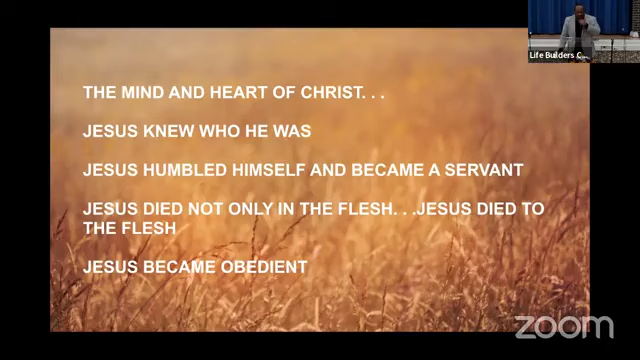 Life Builders C...
THE MIND AND HEART OF CHRIST. . .
JESUS KNEW WHO HE WAS
JESUS HUMBLED HIMSELF AND BECAME A SERVANT
JESUS DIED NOT ONLY IN THE FLESH. . .JESUS DIED TO
THE FLESH
JESUS BECAME OBEDIENT
zoom